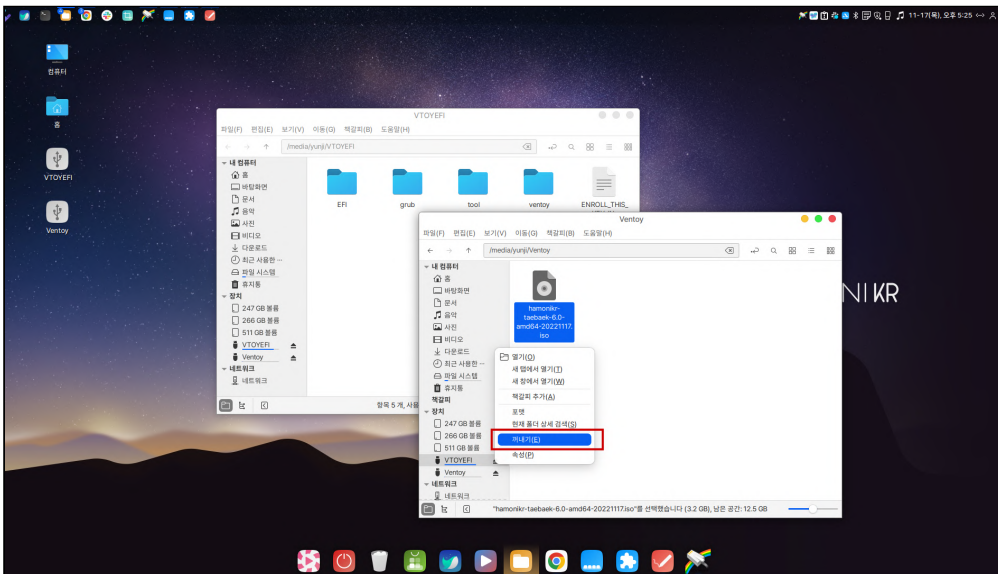 11-17(목), 오후 5:25
컴퓨터
홈
VTOYEFI
Ventoy
VTOYEFI
파일(F) 편집(E) 보기(V) 이동(G) 책갈피(B) 도움말(H)
/media/yunji/VTOYEFI
내 컴퓨터
홈
바탕화면
문서
음악
사진
비디오
다운로드
최근 사용한 ...
파일 시스템
휴지통
장치
247 GB 볼륨
266 GB 볼륨
511 GB 볼륨
VTOYEFI
Ventoy
네트워크
네트워크
EFI
grub
tool
ventoy
ENROLL_THIS_
항목 5 개, 사용
Ventoy
파일(F) 편집(E) 보기(V) 이동(G) 책갈피(B) 도움말(H)
/media/yunji/Ventoy
내 컴퓨터
홈
바탕화면
문서
음악
사진
비디오
다운로드
최근 사용한 ...
파일 시스템
휴지통
책갈피
장치
247 GB 볼륨
266 GB 볼륨
511 GB 볼륨
VTOYEFI
Ventoy
네트워크
네트워크
hamonikr-
taebaek-6.0-
amd64-20221117.
iso
열기(O)
새 탭에서 열기(T)
새 창에서 열기(W)
책갈피 추가(A)
포맷
현재 폴더 상세 검색(S)
꺼내기(E)
속성(P)
"hamonikr-taebaek-6.0-amd64-20221117.iso"를 선택했습니다 (3.2 GB), 남은 공간: 12.5 GB
NIKR